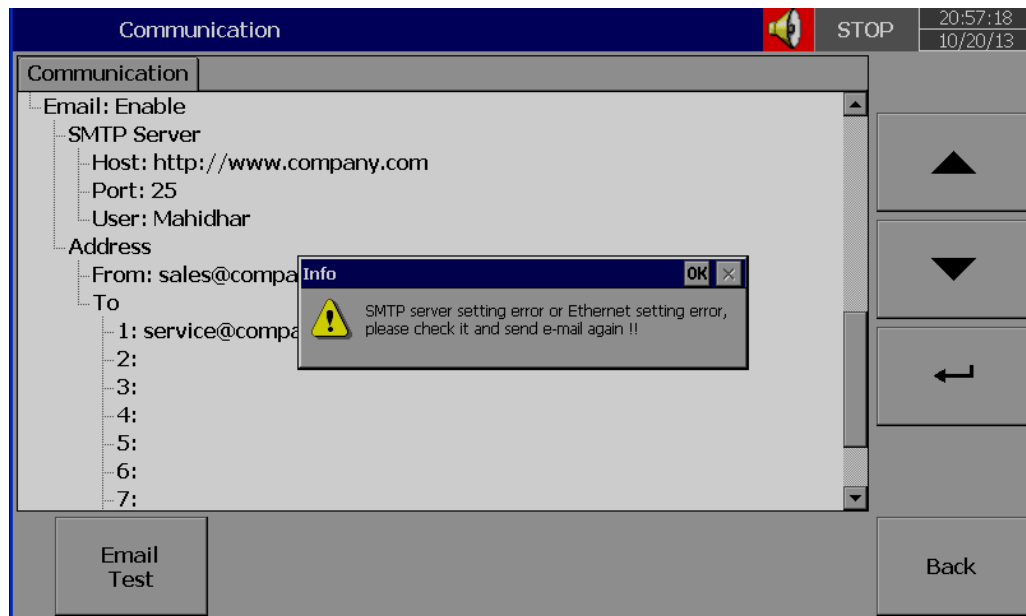 Communication
STOP
20:57:18
10/20/13
Communication
Email: Enable
SMTP Server
Host: http://www.company.com
Port: 25
User: Mahidhar
Address
From: sales@compa
To
1: service@compa
2:
3:
4:
5:
6:
7:
Info
OK
SMTP server setting error or Ethernet setting error,
please check it and send e-mail again !!
Email
Test
Back